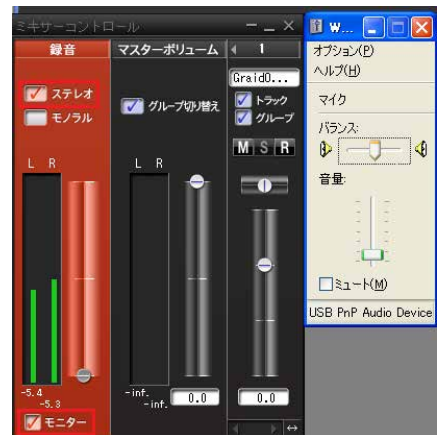 ミキサーコントロール
録音
ステレオ
モノラル
L R
-5.4
-5.3
モニター
マスターボリューム
グループ切り替え
L R
-inf.
-inf.
0.0
1
Graid0...
トラック
グループ
M S R
0.0
W...
オプション(P)
ヘルプ(H)
マイク
バランス:
音量:
ミュート(M)
USB PnP Audio Device